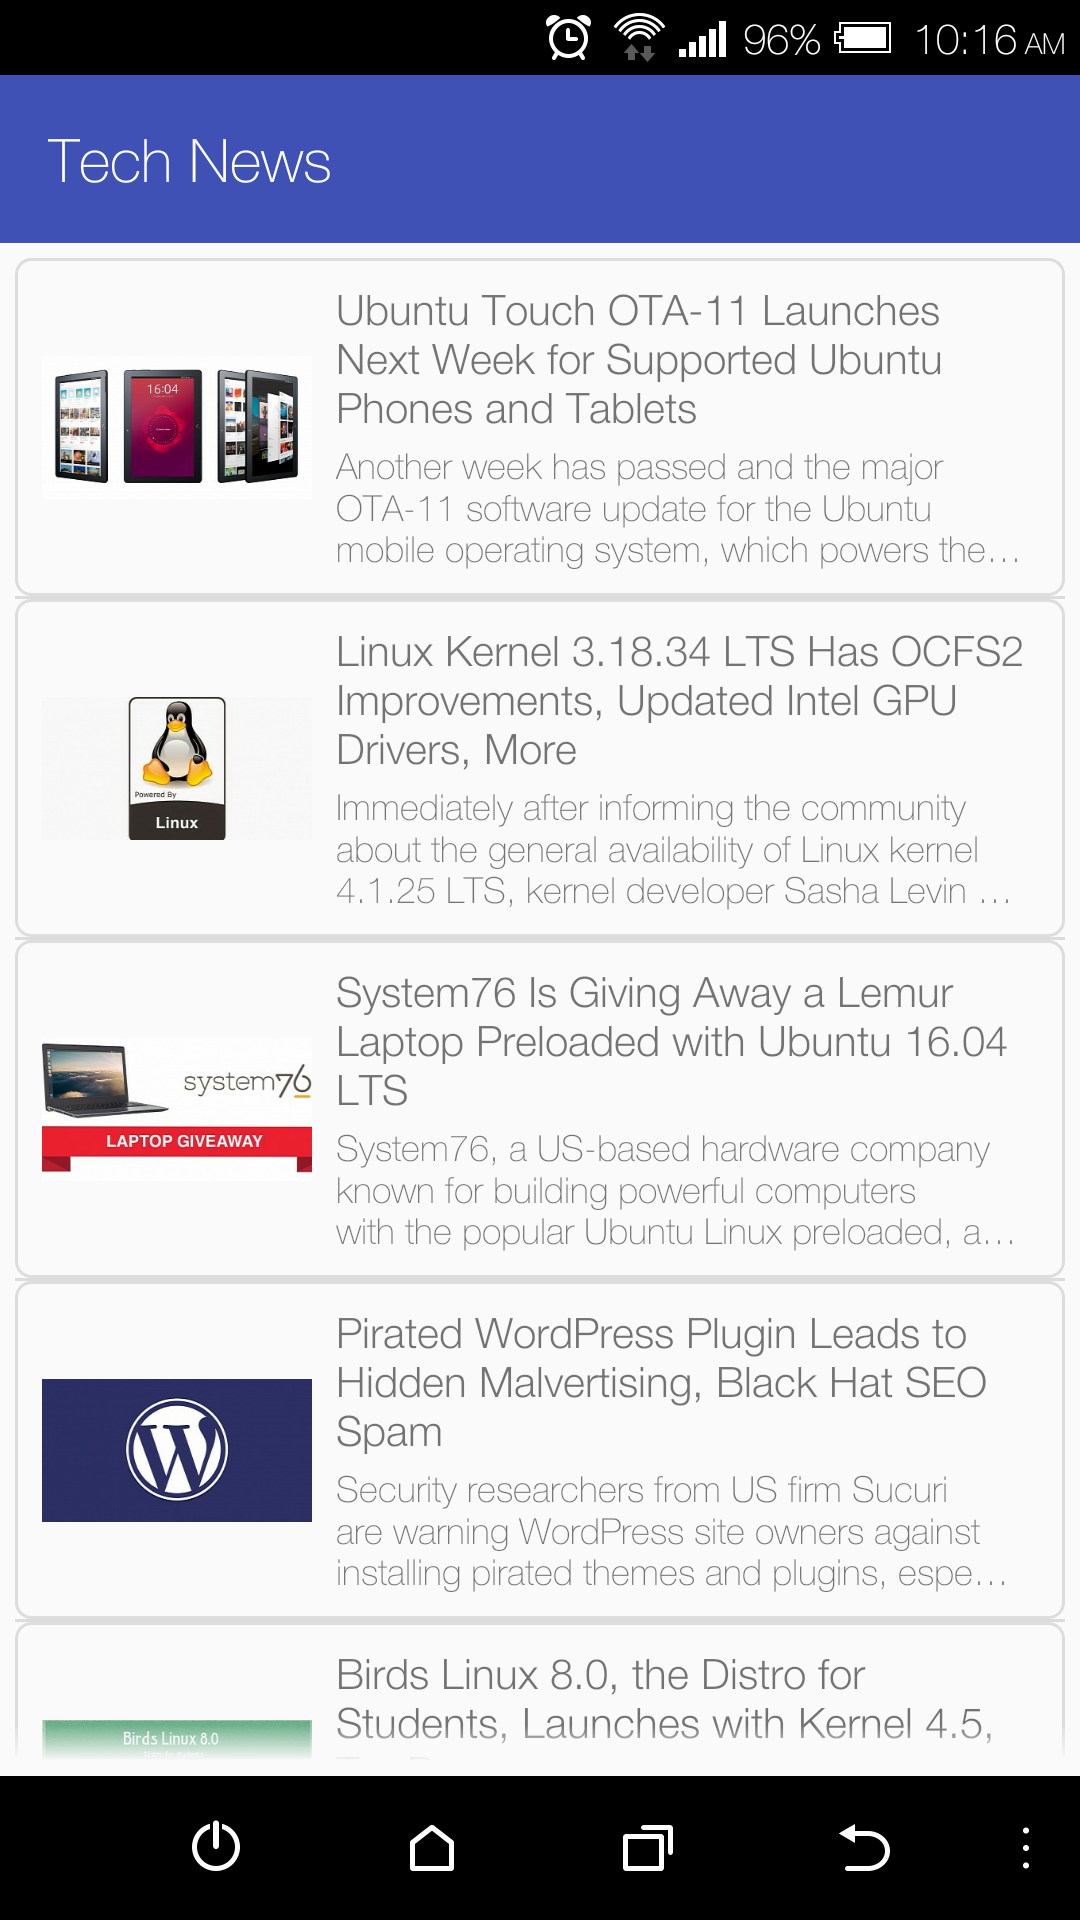 96% 10:16 AM
Tech News
16:04
Ubuntu Touch OTA-11 Launches
Next Week for Supported Ubuntu
Phones and Tablets
Another week has passed and the major
OTA-11 software update for the Ubuntu
mobile operating system, which powers the...
Powered By
Linux
Linux Kernel 3.18.34 LTS Has OCFS2
Improvements, Updated Intel GPU
Drivers, More
Immediately after informing the community
about the general availability of Linux kernel
4.1.25 LTS, kernel developer Sasha Levin ...
system76
LAPTOP GIVEAWAY
System76 Is Giving Away a Lemur
Laptop Preloaded with Ubuntu 16.04
LTS
System76, a US-based hardware company
known for building powerful computers
with the popular Ubuntu Linux preloaded, a...
W
Pirated WordPress Plugin Leads to
Hidden Malvertising, Black Hat SEO
Spam
Security researchers from US firm Sucuri
are warning WordPress site owners against
installing pirated themes and plugins, espe...
Birds Linux 8.0
Birds Linux 8.0, the Distro for
Students, Launches with Kernel 4.5,